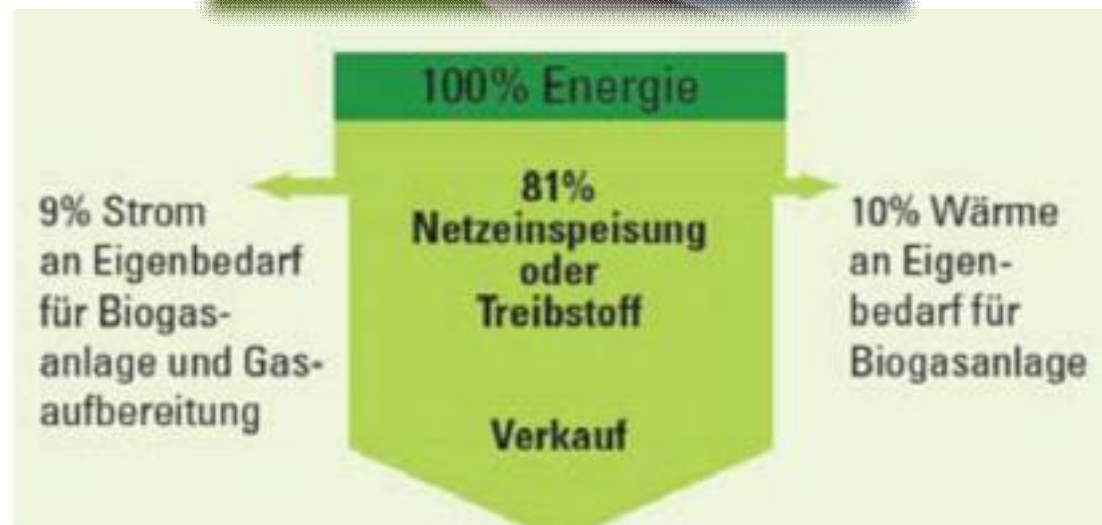 100% Energie
9% Strom
an Eigenbedarf
für Biogas-
anlage und Gas-
aufbereitung
81%
Netzeinspeisung
oder
Treibstoff
Verkauf
10% Wärme
an Eigen-
bedarf für
Biogasanlage